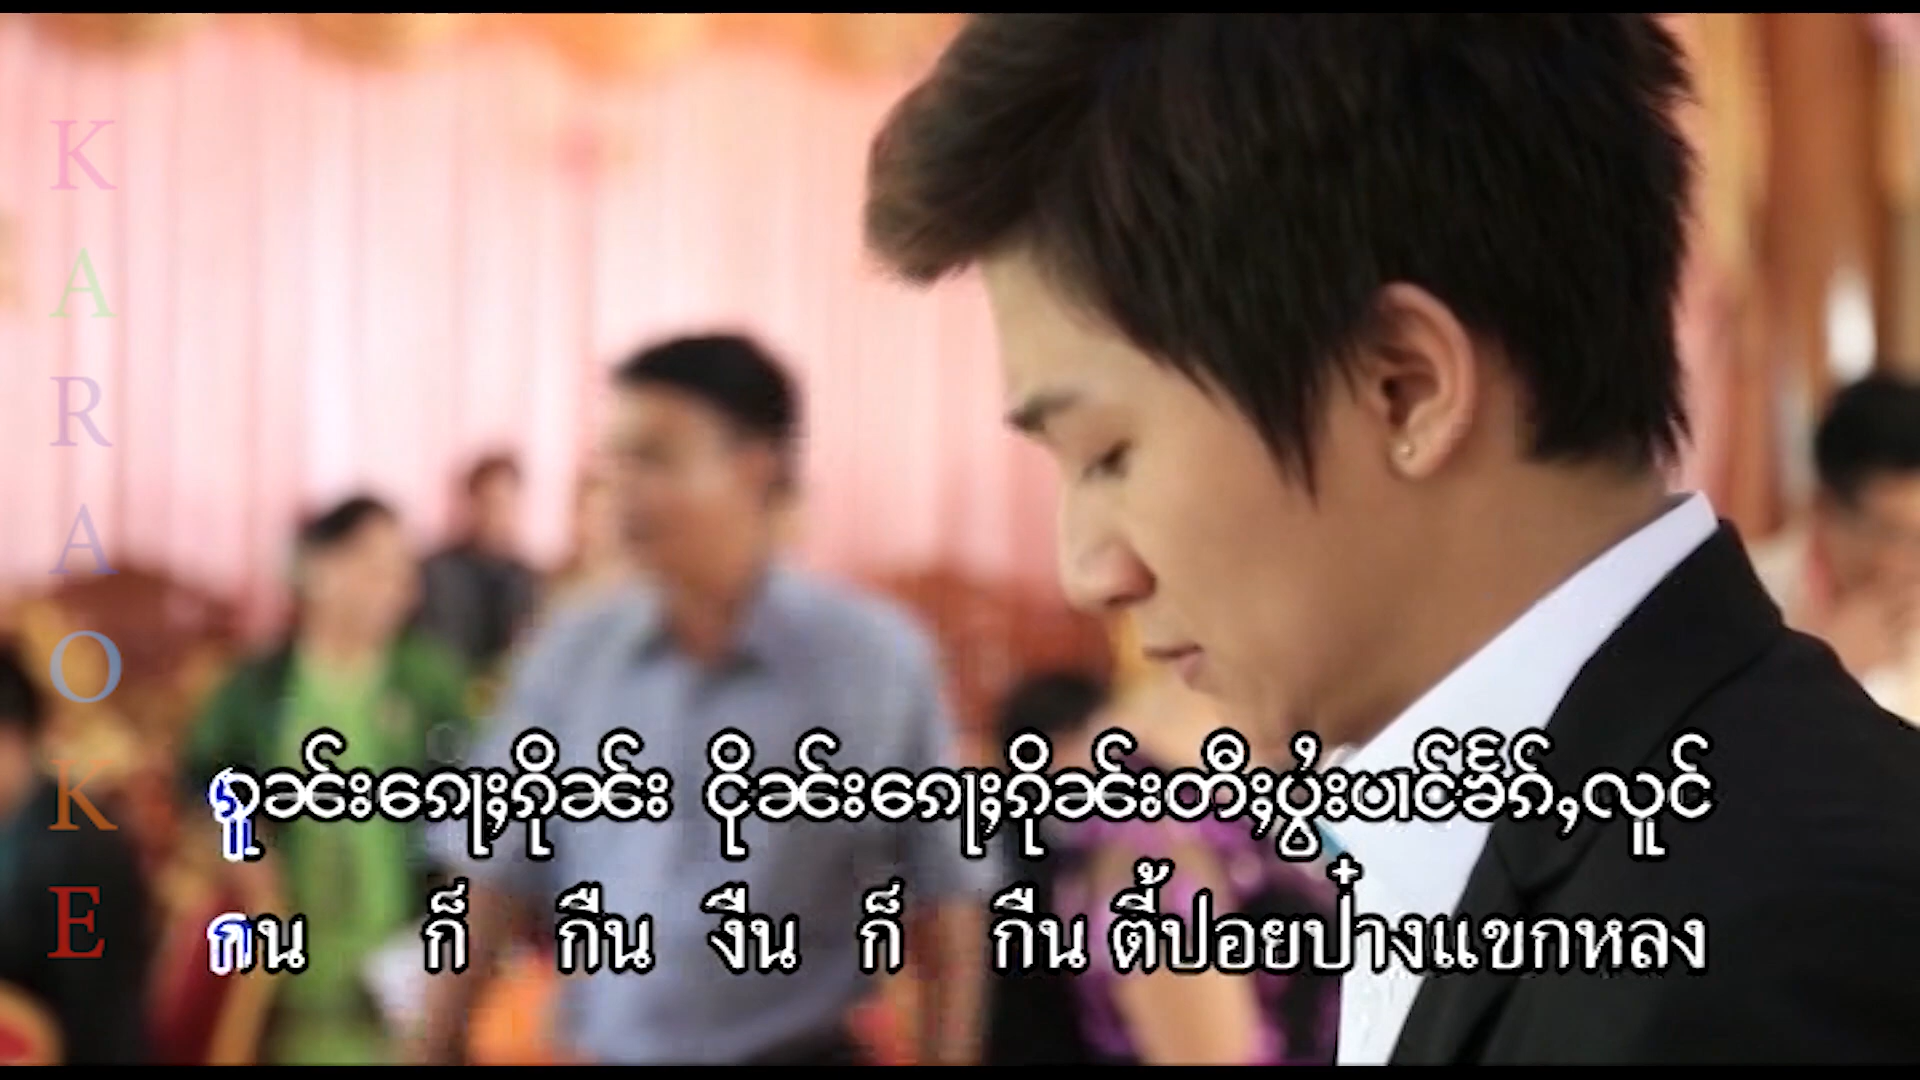 KARAOKE
ၵူၼ်းၵေႃႈၵိုၼ်း ငိုၼ်းၵေႃႈၵိုၼ်းတီႈပွႆးပၢင်ၶႅၵ်ႇလူင်
กน ก็ กืน งืน ก็ กืน ตี้ปอยป๋างแขกหลง